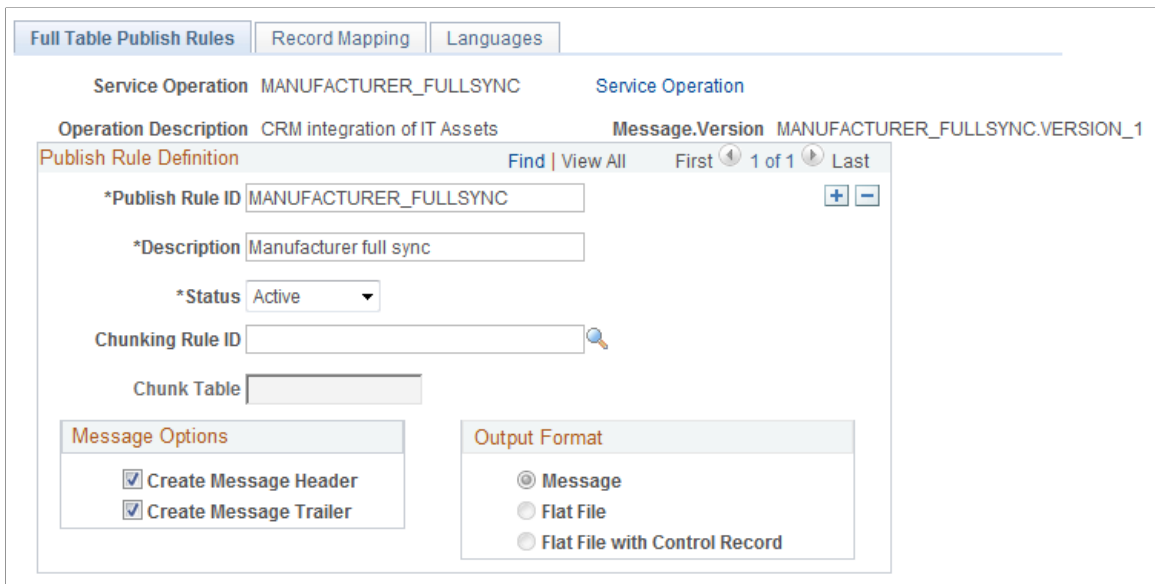 Full Table Publish Rules Record Mapping Languages
Service Operation MANUFACTURER_FULLSYNC Service Operation
Operation Description CRM integration of IT Assets Message.Version MANUFACTURER_FULLSYNC.VERSION_1
Publish Rule Definition Find | View All First 1 of 1 Last
*Publish Rule ID MANUFACTURER_FULLSYNC
*Description Manufacturer full sync
*Status Active
Chunking Rule ID
Chunk Table
Message Options Output Format
Create Message Header Message
Create Message Trailer Flat File
Flat File with Control Record